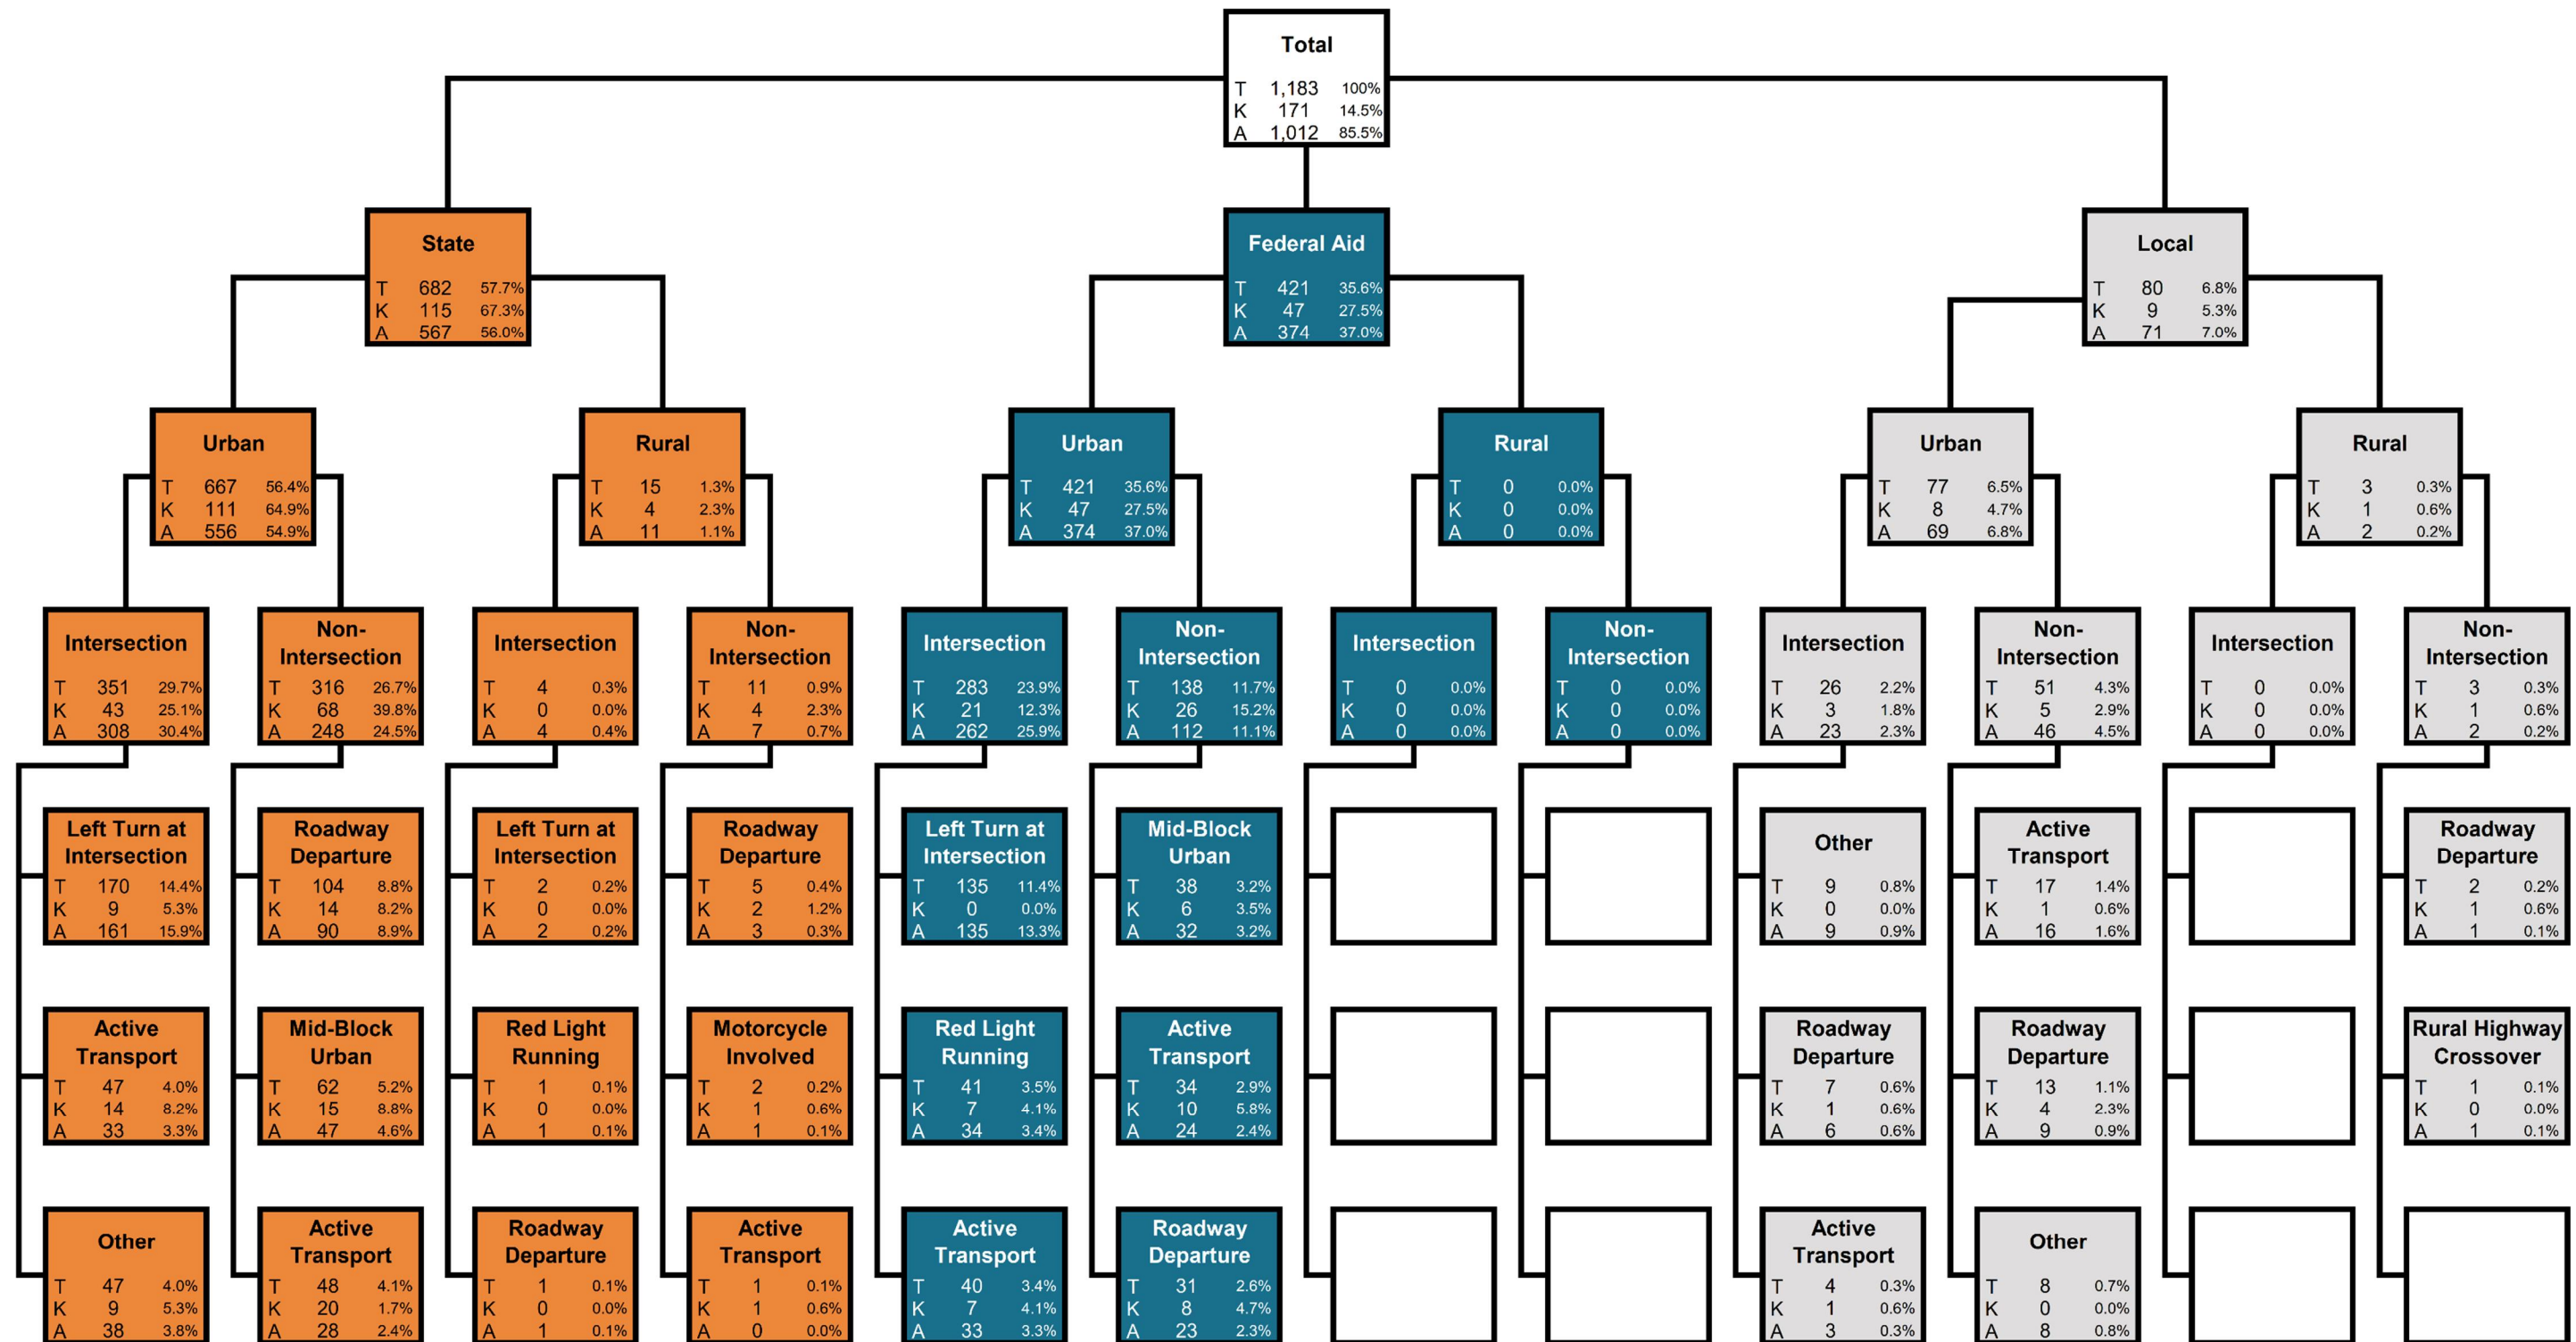 Total
T 1,183 100%
K 171 14.5%
A 1,012 85.5%
State
T 682 57.7%
K 115 67.3%
A 567 56.0%
Federal Aid
T 421 35.6%
K 47 27.5%
A 374 37.0%
Local
T 80 6.8%
K 9 5.3%
A 71 7.0%
Urban
T 667 56.4%
K 111 64.9%
A 556 54.9%
Rural
T 15 1.3%
K 4 2.3%
A 11 1.1%
Urban
T 421 35.6%
K 47 27.5%
A 374 37.0%
Rural
T 0 0.0%
K 0 0.0%
A 0 0.0%
Urban
T 77 6.5%
K 8 4.7%
A 69 6.8%
Rural
T 3 0.3%
K 1 0.6%
A 2 0.2%
Intersection
T 351 29.7%
K 43 25.1%
A 308 30.4%
Non-
Intersection
T 316 26.7%
K 68 39.8%
A 248 24.5%
Intersection
T 4 0.3%
K 0 0.0%
A 4 0.4%
Non-
Intersection
T 11 0.9%
K 4 2.3%
A 7 0.7%
Intersection
T 283 23.9%
K 21 12.3%
A 262 25.9%
Non-
Intersection
T 138 11.7%
K 26 15.2%
A 112 11.1%
Intersection
T 0 0.0%
K 0 0.0%
A 0 0.0%
Non-
Intersection
T 0 0.0%
K 0 0.0%
A 0 0.0%
Intersection
T 26 2.2%
K 3 1.8%
A 23 2.3%
Non-
Intersection
T 51 4.3%
K 5 2.9%
A 46 4.5%
Intersection
T 0 0.0%
K 0 0.0%
A 0 0.0%
Non-
Intersection
T 3 0.3%
K 1 0.6%
A 2 0.2%
Left Turn at
Intersection
T 170 14.4%
K 9 5.3%
A 161 15.9%
Roadway
Departure
T 104 8.8%
K 14 8.2%
A 90 8.9%
Left Turn at
Intersection
T 2 0.2%
K 0 0.0%
A 2 0.2%
Roadway
Departure
T 5 0.4%
K 2 1.2%
A 3 0.3%
Left Turn at
Intersection
T 135 11.4%
K 0 0.0%
A 135 13.3%
Mid-Block
Urban
T 38 3.2%
K 6 3.5%
A 32 3.2%
Other
T 9 0.8%
K 0 0.0%
A 9 0.9%
Active
Transport
T 17 1.4%
K 1 0.6%
A 16 1.6%
Roadway
Departure
T 2 0.2%
K 1 0.6%
A 1 0.1%
Active
Transport
T 47 4.0%
K 14 8.2%
A 33 3.3%
Mid-Block
Urban
T 62 5.2%
K 15 8.8%
A 47 4.6%
Red Light
Running
T 1 0.1%
K 0 0.0%
A 1 0.1%
Motorcycle
Involved
T 2 0.2%
K 1 0.6%
A 1 0.1%
Red Light
Running
T 41 3.5%
K 7 4.1%
A 34 3.4%
Active
Transport
T 34 2.9%
K 10 5.8%
A 24 2.4%
Roadway
Departure
T 7 0.6%
K 1 0.6%
A 6 0.6%
Roadway
Departure
T 13 1.1%
K 4 2.3%
A 9 0.9%
Rural Highway
Crossover
T 1 0.1%
K 0 0.0%
A 1 0.1%
Other
T 47 4.0%
K 9 5.3%
A 38 3.8%
Active
Transport
T 48 4.1%
K 20 1.7%
A 28 2.4%
Roadway
Departure
T 1 0.1%
K 0 0.0%
A 1 0.1%
Active
Transport
T 1 0.1%
K 1 0.6%
A 0 0.0%
Active
Transport
T 40 3.4%
K 7 4.1%
A 33 3.3%
Roadway
Departure
T 31 2.6%
K 8 4.7%
A 23 2.3%
Active
Transport
T 4 0.3%
K 1 0.6%
A 3 0.3%
Other
T 8 0.7%
K 0 0.0%
A 8 0.8%